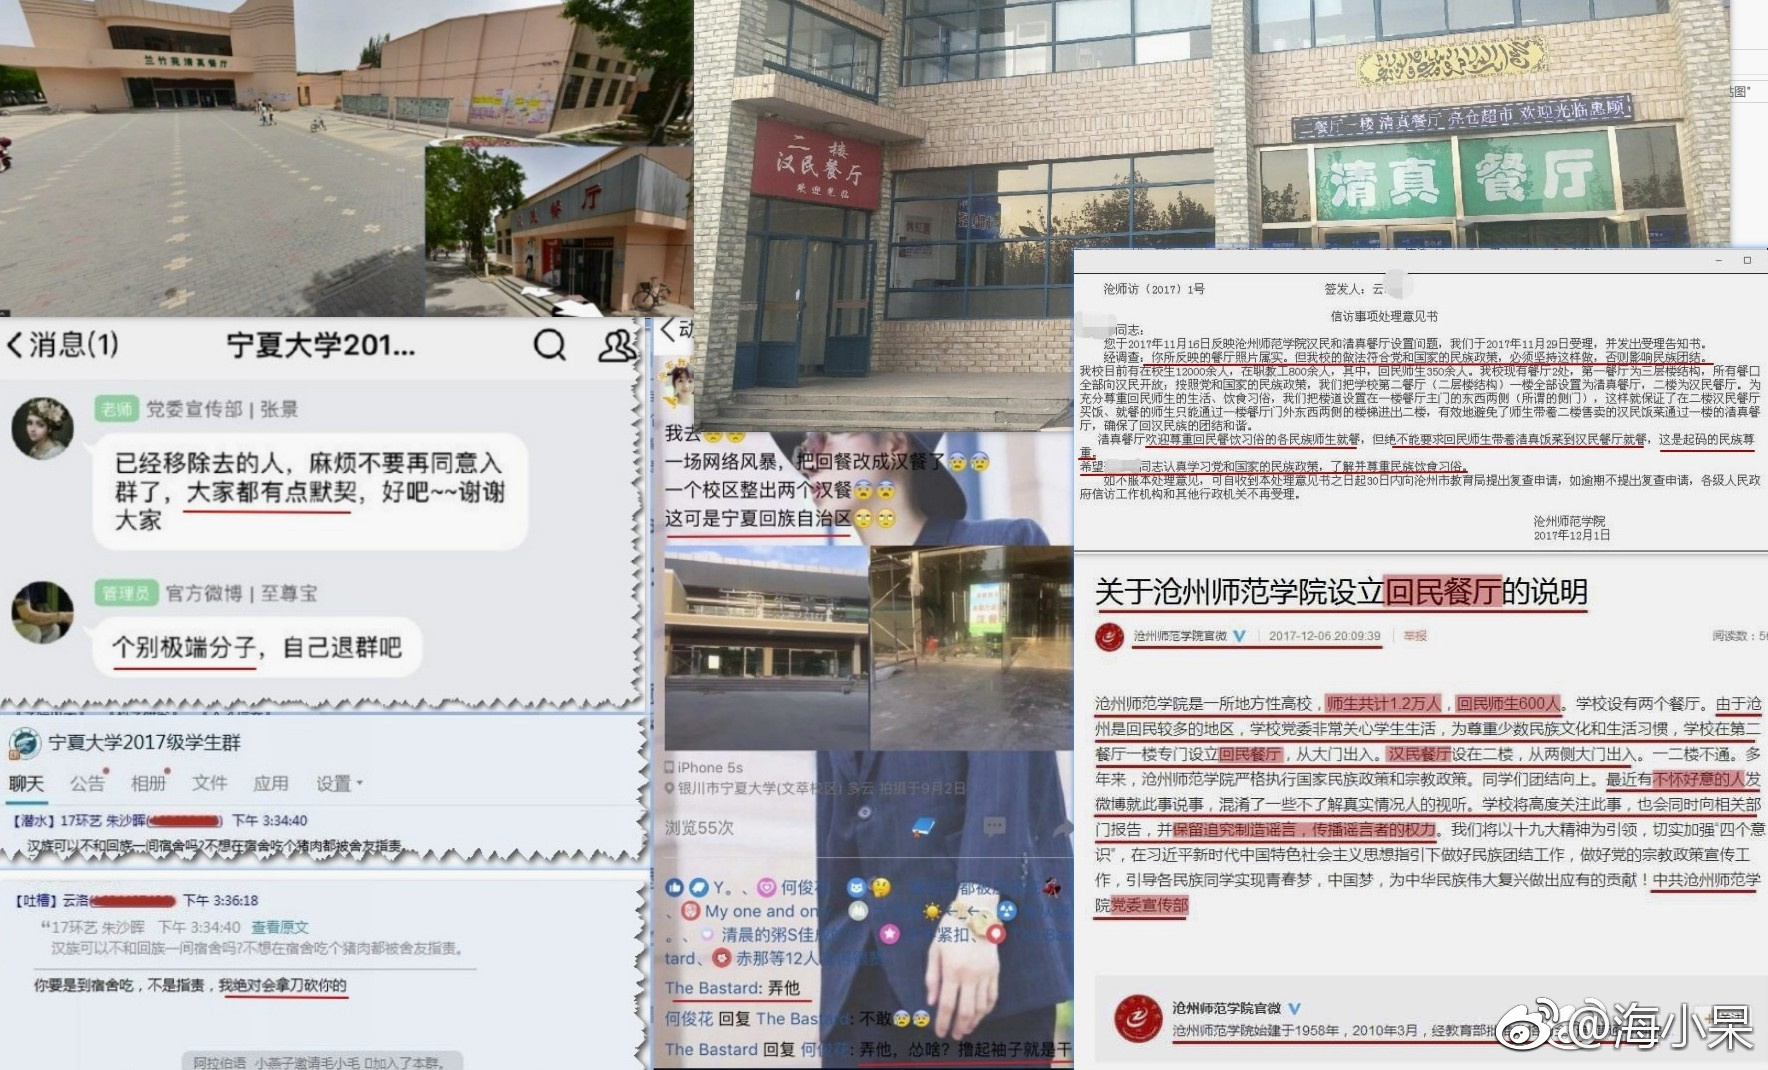 兰竹苑清真餐厅
餐厅
二楼
汉民餐厅
欢迎光临
二餐厅一楼 清真餐厅 亮仓超市 欢迎光临惠顾
清真 餐厅
沧师访（2017）1号
签发人：云
信访事项处理意见书
同志：
您于2017年11月16日反映沧州师范学院汉民和清真餐厅设置问题，我们于2017年11月29日受理，并发出受理告知书。
经调查：你所反映的餐厅照片属实。但我校的做法符合党和国家的民族政策，必须坚持这样做，否则影响民族团结。
我校目前有在校生12000余人，在职教工800余人，其中，回民师生350余人。我校现有餐厅2处，第一餐厅为三层楼结构，所有餐口
全部向汉民开放；按照党和国家的民族政策，我们把学校第二餐厅（二层楼结构）一楼全部设置为清真餐厅，二楼为汉民餐厅。为
充分尊重回民师生的生活、饮食习俗，我们把楼道设置在一楼餐厅主门的东西两侧（所谓的侧门），这样就保证了在二楼汉民餐厅
买饭、就餐的师生只能通过一楼餐厅门外东西两侧的楼梯进出二楼，有效地避免了师生带着二楼售卖的汉民饭菜通过一楼的清真餐
厅，确保了回汉民族的团结和谐。
清真餐厅欢迎尊重回民餐饮习俗的各民族师生就餐，但绝不能要求回民师生带着清真饭菜到汉民餐厅就餐，这是起码的民族尊
重。
希望 同志认真学习党和国家的民族政策，了解并尊重民族饮食习俗。
如不服本处理意见，可自收到本处理意见书之日起30日内向沧州市教育局提出复查申请，如逾期不提出复查申请，各级人民政
府信访工作机构和其他行政机关不再受理。
沧州师范学院
2017年12月1日
消息(1)
宁夏大学201...
老师 党委宣传部 | 张景
已经移除去的人，麻烦不要再同意入
群了，大家都有点默契，好吧~~谢谢
大家
管理员 官方微博 | 至尊宝
个别极端分子，自己退群吧
宁夏大学2017级学生群
聊天 公告 相册 文件 应用 设置
【潜水】17环艺 朱沙晖( ) 下午 3:34:40
汉族可以不和回族一间宿舍吗?不想在宿舍吃个猪肉都被舍友指责。
【吐槽】云洛( ) 下午 3:36:18
“17环艺 朱沙晖 下午 3:34:40 查看原文
汉族可以不和回族一间宿舍吗?不想在宿舍吃个猪肉都被舍友指责。
你要是到宿舍吃，不是指责，我绝对会拿刀砍你的
阿拉伯语 小燕子邀请毛小毛 加入了本群。
动
我去😨😨
一场网络风暴，把回餐改成汉餐了😰😰
一个校区整出两个汉餐😨😨
这可是宁夏回族自治区🙄🙄
iPhone 5s
银川市宁夏大学(文萃校区) 多云 拍摄于9月2日
浏览55次
Y。、 何俊花
My one and on
清晨的粥S佳
紧扣、
tard、 赤那等12人
The Bastard: 弄他
何俊花 回复 The Bastard: 不敢😰😰
The Bastard 回复 何俊花: 弄他，怂啥？撸起袖子就是干
关于沧州师范学院设立回民餐厅的说明
沧州师范学院官微 2017-12-06 20:09:39 举报 阅读数：
沧州师范学院是一所地方性高校，师生共计1.2万人，回民师生600人。学校设有两个餐厅。由于沧
州是回民较多的地区，学校党委非常关心学生生活，为尊重少数民族文化和生活习惯，学校在第二
餐厅一楼专门设立回民餐厅，从大门出入。汉民餐厅设在二楼，从两侧大门出入。一二楼不通。多
年来，沧州师范学院严格执行国家民族政策和宗教政策。同学们团结向上。最近有不怀好意的人发
微博就此事说事，混淆了一些不了解真实情况人的视听。学校将高度关注此事，也会同时向相关部
门报告，并保留追究制造谣言，传播谣言者的权力。我们将以十九大精神为引领，切实加强“四个意
识”，在习近平新时代中国特色社会主义思想指引下做好民族团结工作，做好党的宗教政策宣传工
作，引导各民族同学实现青春梦，中国梦，为中华民族伟大复兴做出应有的贡献！中共沧州师范学
院党委宣传部
沧州师范学院官微
沧州师范学院始建于1958年，2010年3月，经教育部批
@海小呆